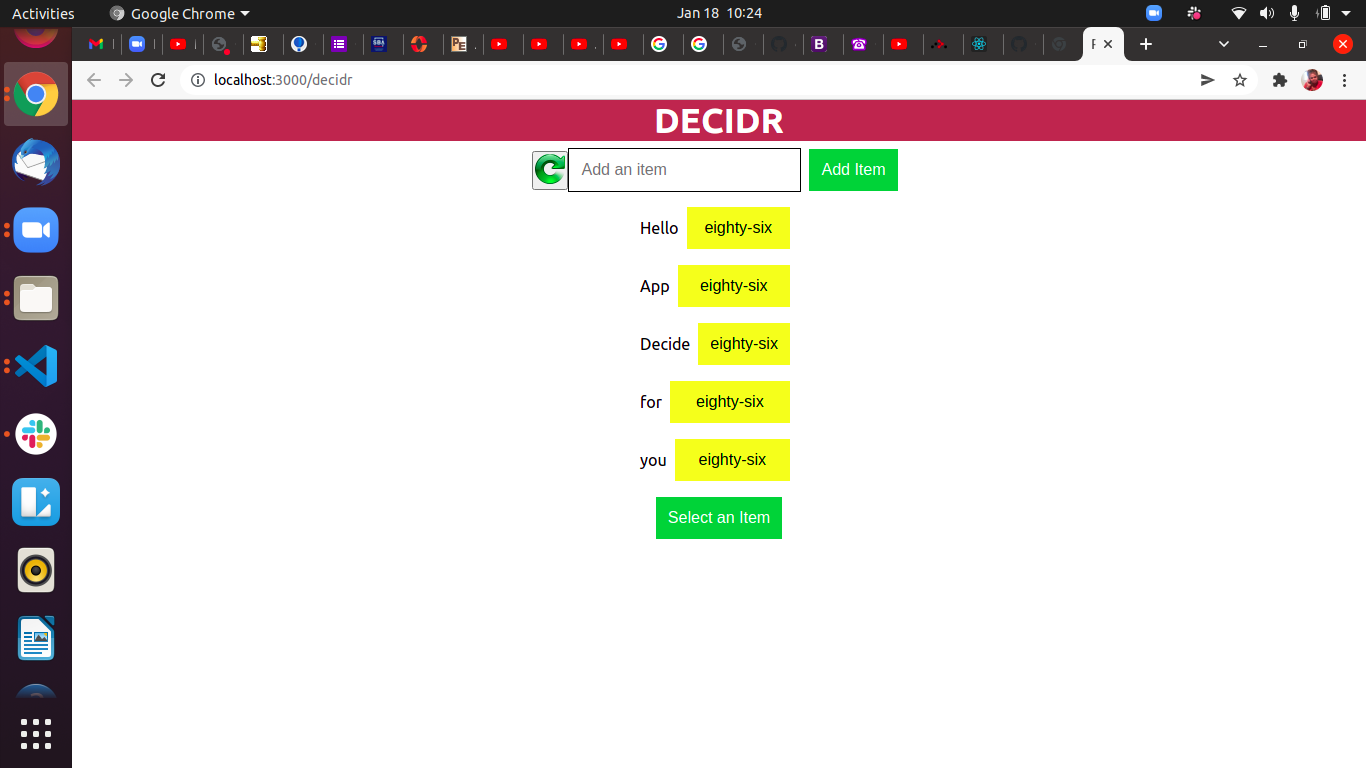 Activities Google Chrome Jan 18 10:24
localhost:3000/decidr
DECIDR
Add an item Add Item
Hello eighty-six
App eighty-six
Decide eighty-six
for eighty-six
you eighty-six
Select an Item